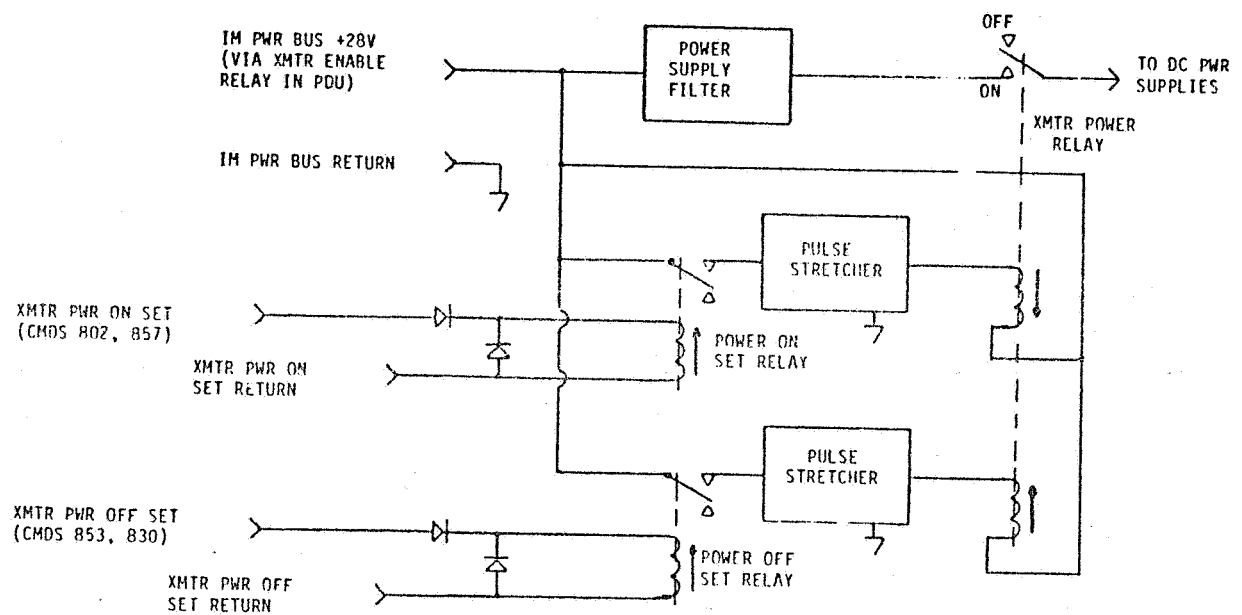 IM PWR BUS +28V
(VIA XMTR ENABLE
RELAY IN PDU)
POWER
SUPPLY
FILTER
OFF
ON
TO DC PWR
SUPPLIES
XMTR POWER
RELAY
IM PWR BUS RETURN
PULSE
STRETCHER
XMTR PWR ON SET
(CMDS 802, 857)
POWER ON
SET RELAY
XMTR PWR ON
SET RETURN
PULSE
STRETCHER
XMTR PWR OFF SET
(CMDS 853, 830)
POWER OFF
SET RELAY
XMTR PWR OFF
SET RETURN